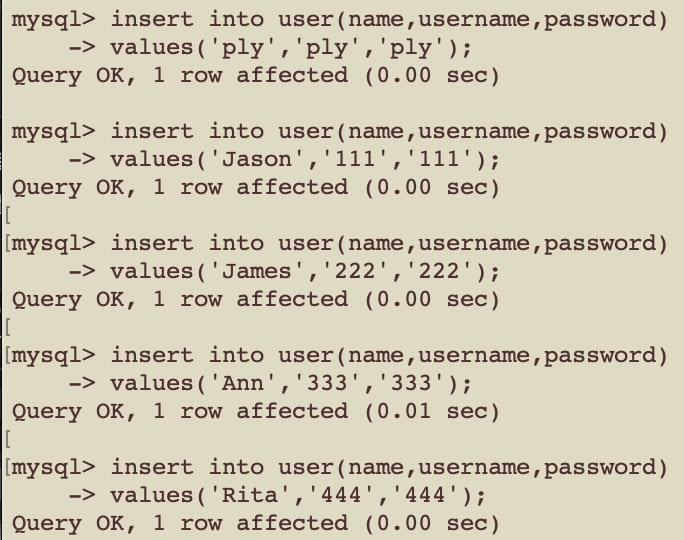 mysql> insert into user(name,username,password)
    -> values('ply','ply','ply');
Query OK, 1 row affected (0.00 sec)

mysql> insert into user(name,username,password)
    -> values('Jason','111','111');
Query OK, 1 row affected (0.00 sec)
[
[mysql> insert into user(name,username,password)
    -> values('James','222','222');
Query OK, 1 row affected (0.00 sec)
[
[mysql> insert into user(name,username,password)
    -> values('Ann','333','333');
Query OK, 1 row affected (0.01 sec)
[
[mysql> insert into user(name,username,password)
    -> values('Rita','444','444');
Query OK, 1 row affected (0.00 sec)